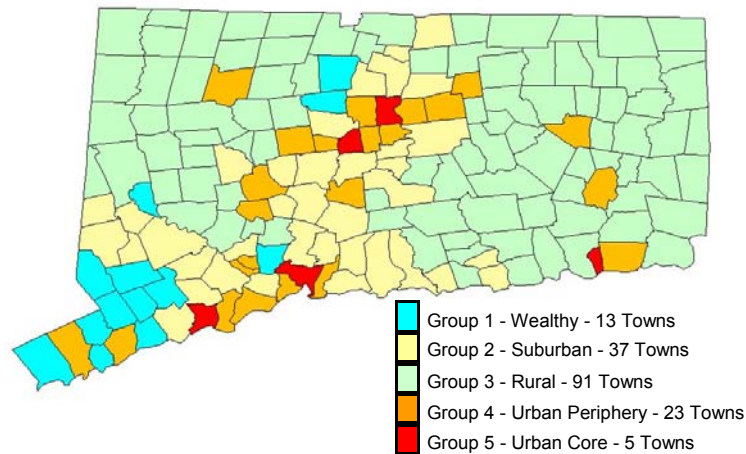 Group 1 - Wealthy - 13 Towns
Group 2 - Suburban - 37 Towns
Group 3 - Rural - 91 Towns
Group 4 - Urban Periphery - 23 Towns
Group 5 - Urban Core - 5 Towns